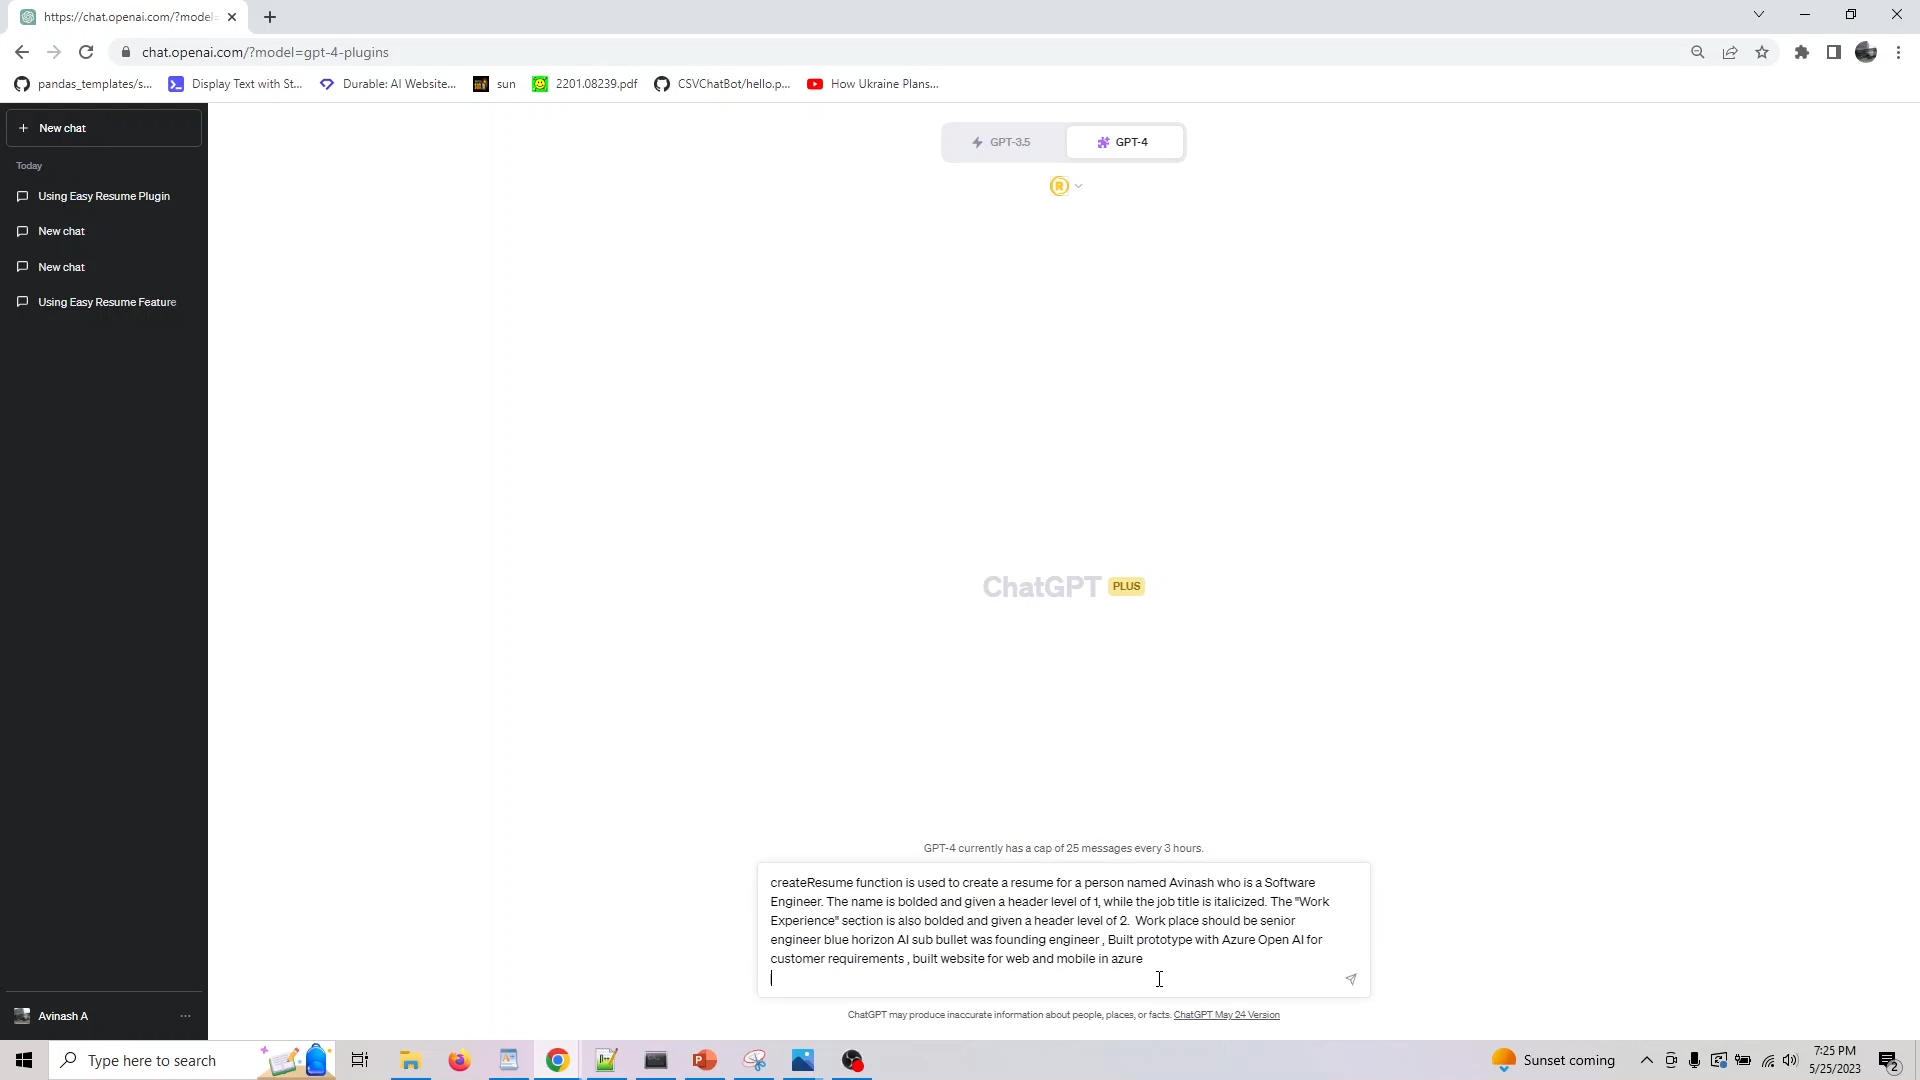 https://chat.openai.com/?model=
chat.openai.com/?model=gpt-4-plugins
pandas_templates/s...
Display Text with St...
Durable: AI Website...
sun
2201.08239.pdf
CSVChatBot/hello.p...
How Ukraine Plans...
New chat
Today
Using Easy Resume Plugin
New chat
New chat
Using Easy Resume Feature
GPT-3.5
GPT-4
R
ChatGPT PLUS
GPT-4 currently has a cap of 25 messages every 3 hours.
createResume function is used to create a resume for a person named Avinash who is a Software
Engineer. The name is bolded and given a header level of 1, while the job title is italicized. The "Work
Experience" section is also bolded and given a header level of 2.  Work place should be senior
engineer blue horizon AI sub bullet was founding engineer , Built prototype with Azure Open AI for
customer requirements , built website for web and mobile in azure
ChatGPT may produce inaccurate information about people, places, or facts. ChatGPT May 24 Version
Avinash A
Type here to search
Sunset coming
7:25 PM
5/25/2023
2